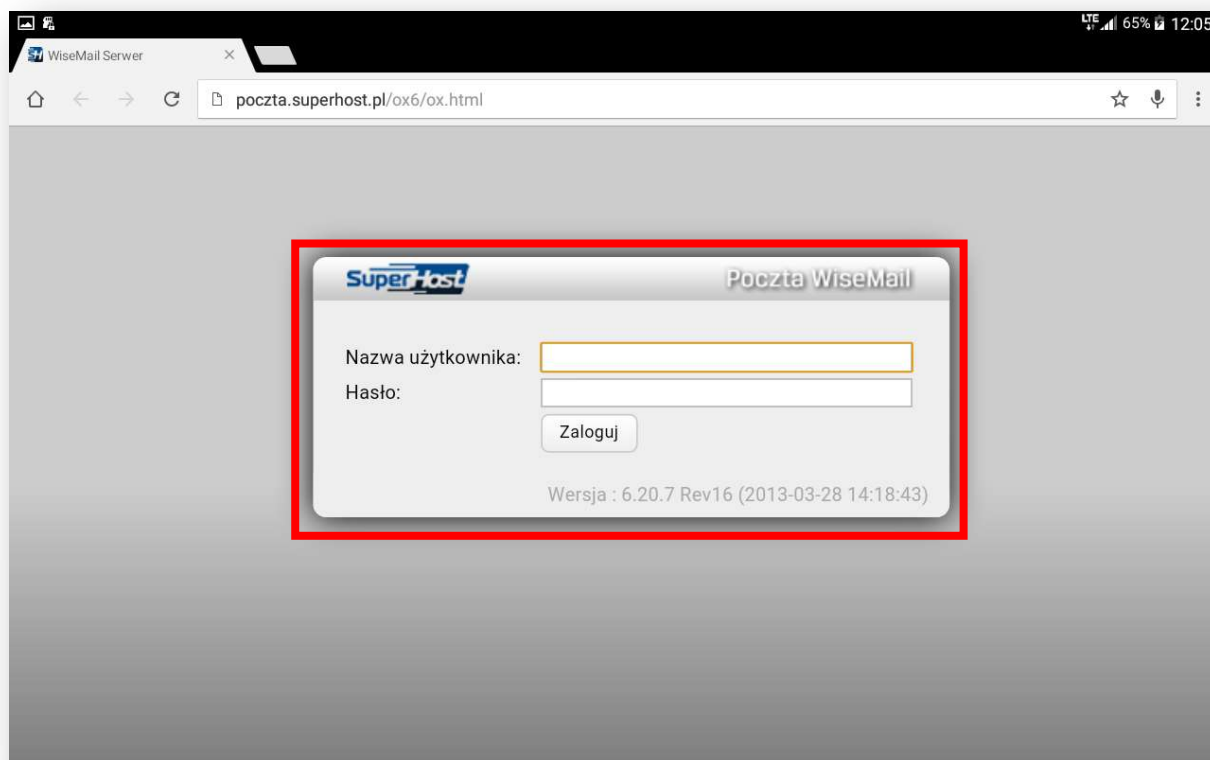 LTE 65% 12:05
WiseMail Serwer
poczta.superhost.pl/ox6/ox.html
SuperHost Poczta WiseMail
Nazwa użytkownika:
Hasło:
Zaloguj
Wersja : 6.20.7 Rev16 (2013-03-28 14:18:43)